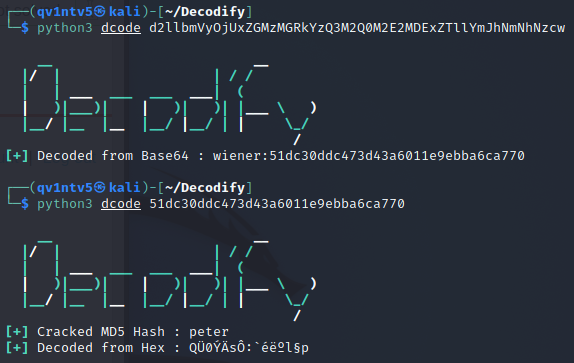 (qv1ntv5㉿kali)-[~/Decodify]
$ python3 dcode d2llbmVyOjUxZGMzMGRkYzQ3M2Q0M2E2MDExZTllYmJhNmNhNzcw
[+] Decoded from Base64 : wiener:51dc30ddc473d43a6011e9ebba6ca770
(qv1ntv5㉿kali)-[~/Decodify]
$ python3 dcode 51dc30ddc473d43a6011e9ebba6ca770
[+] Cracked MD5 Hash : peter
[+] Decoded from Hex : QÜ0ÝÄsÔ:`éëºl§p